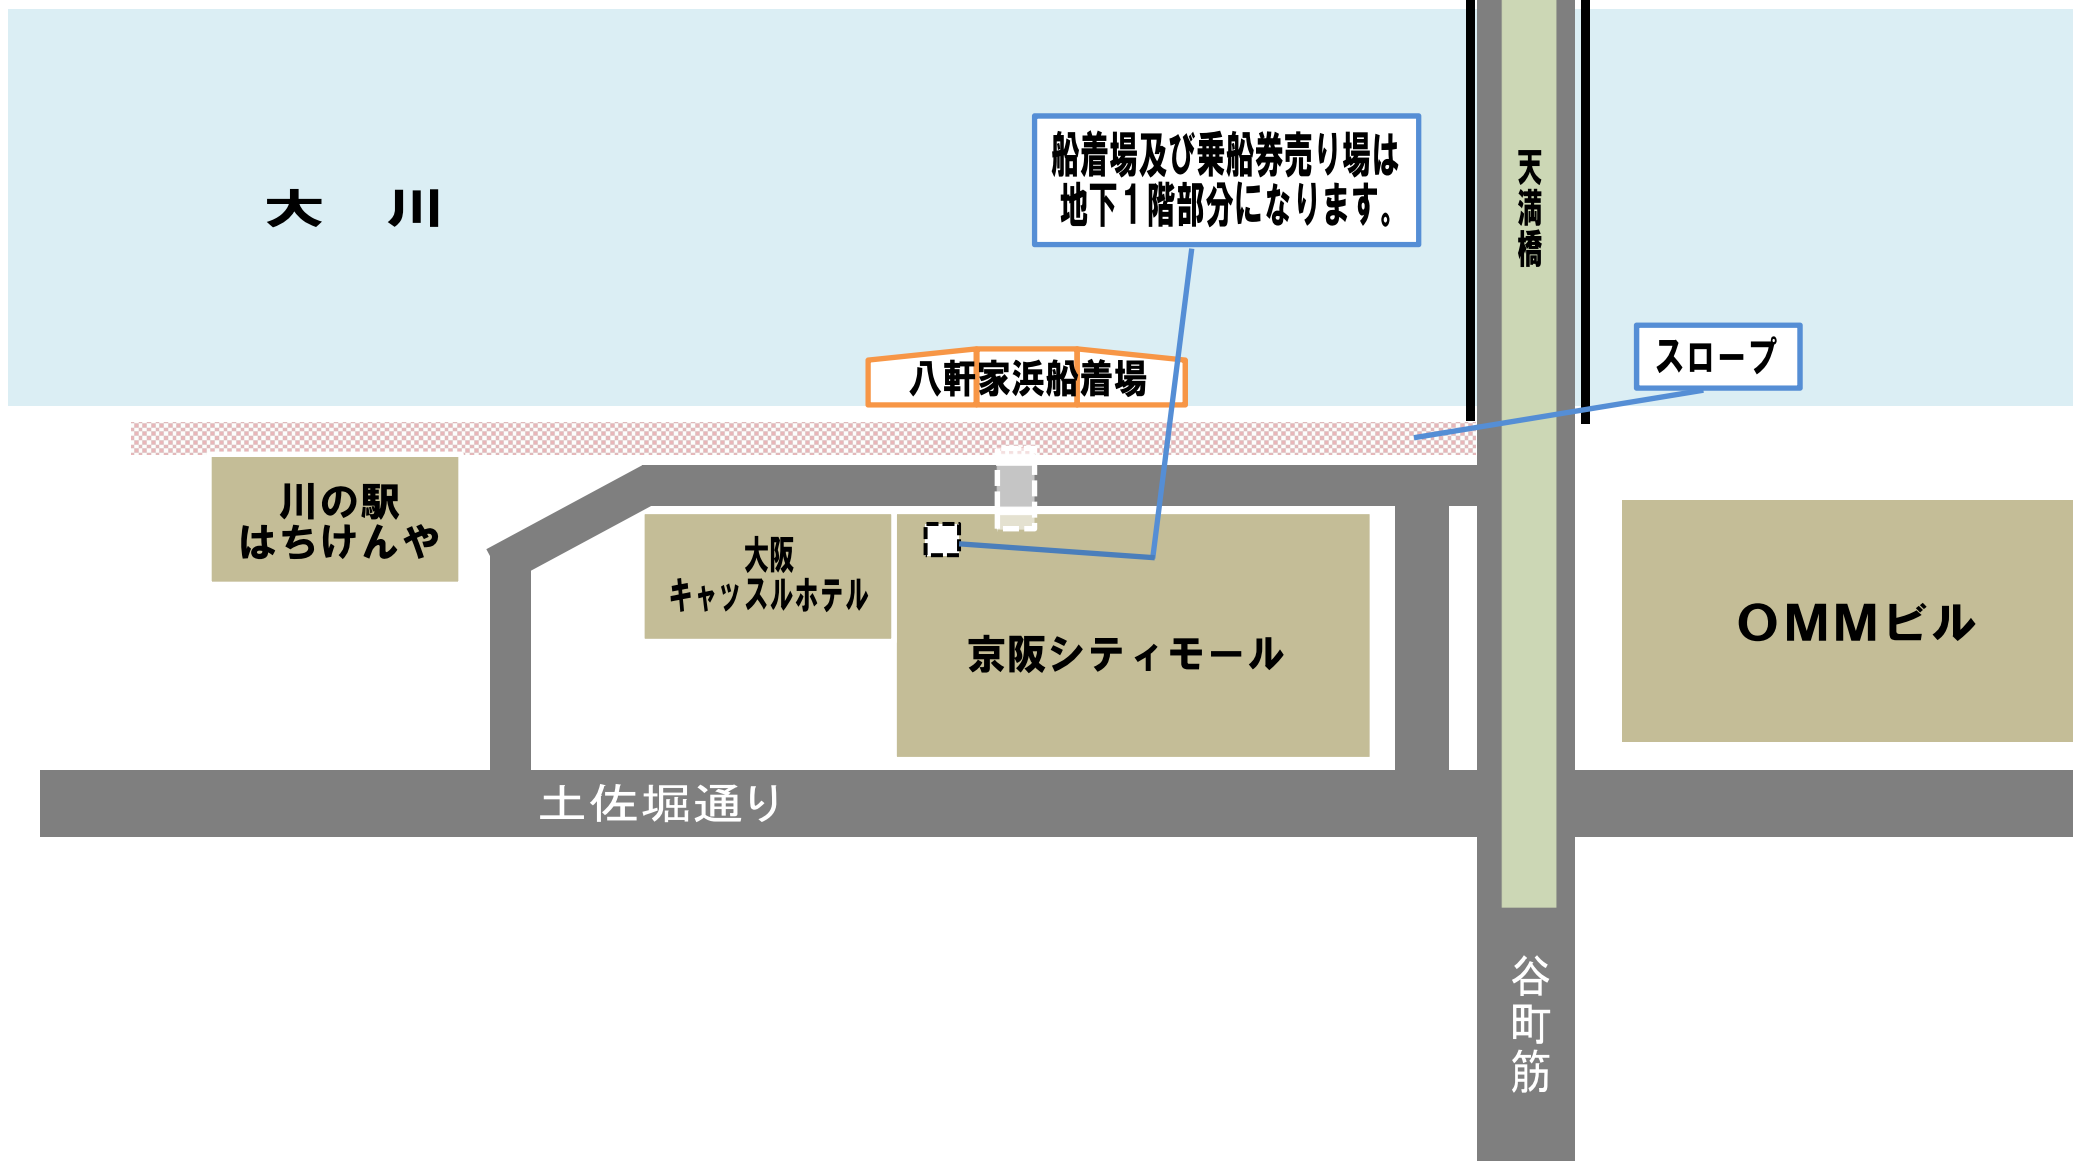 大　川
船着場及び乗船券売り場は
地下１階部分になります。
天満橋
スロープ
八軒家浜船着場
川の駅
はちけんや
大阪
キャッスルホテル
京阪シティモール
ＯＭＭビル
土佐堀通り
谷町筋